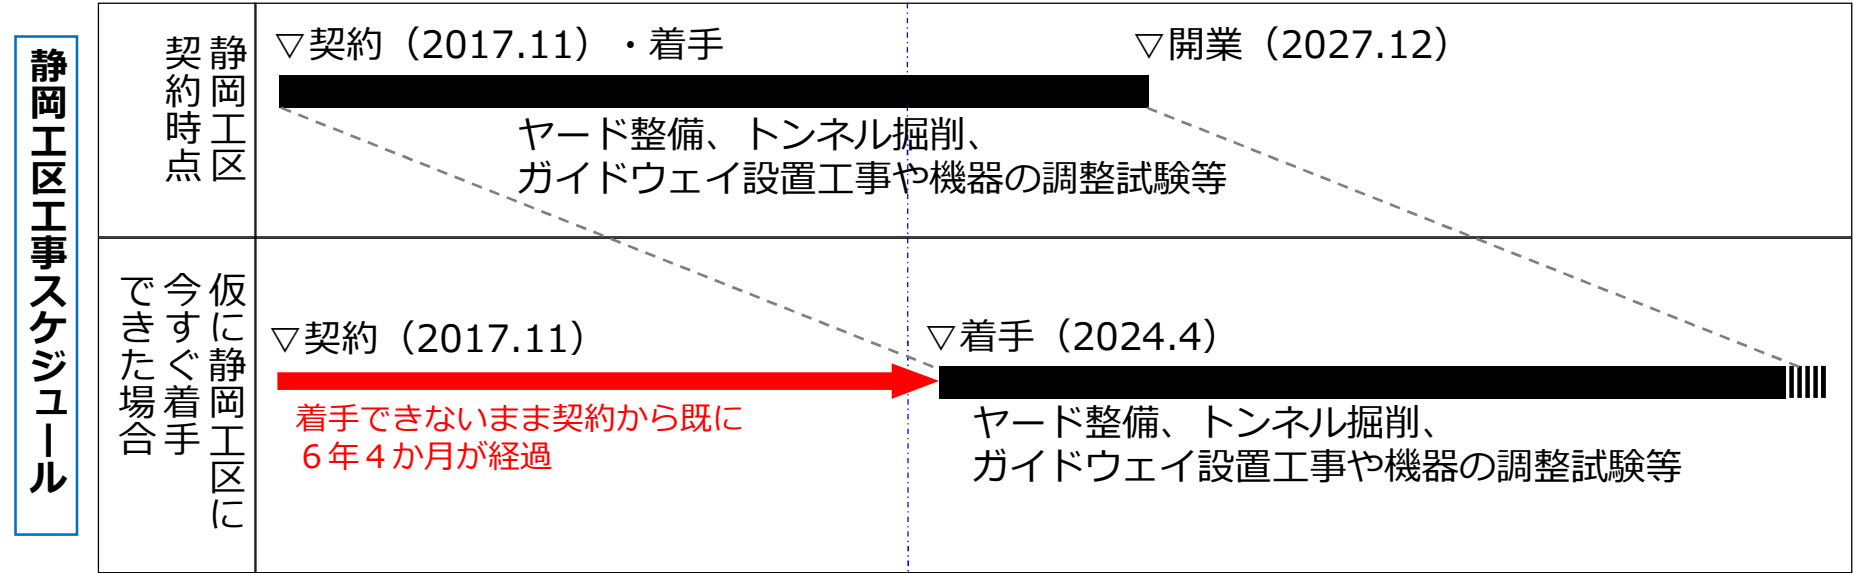 静岡工区工事スケジュール
静岡工区
契約時点
▽契約（2017.11）・着手
▽開業（2027.12）
ヤード整備、トンネル掘削、
ガイドウェイ設置工事や機器の調整試験等
仮に静岡工区に
今すぐ着手
できた場合
▽契約（2017.11）
▽着手（2024.4）
着手できないまま契約から既に
６年４か月が経過
ヤード整備、トンネル掘削、
ガイドウェイ設置工事や機器の調整試験等